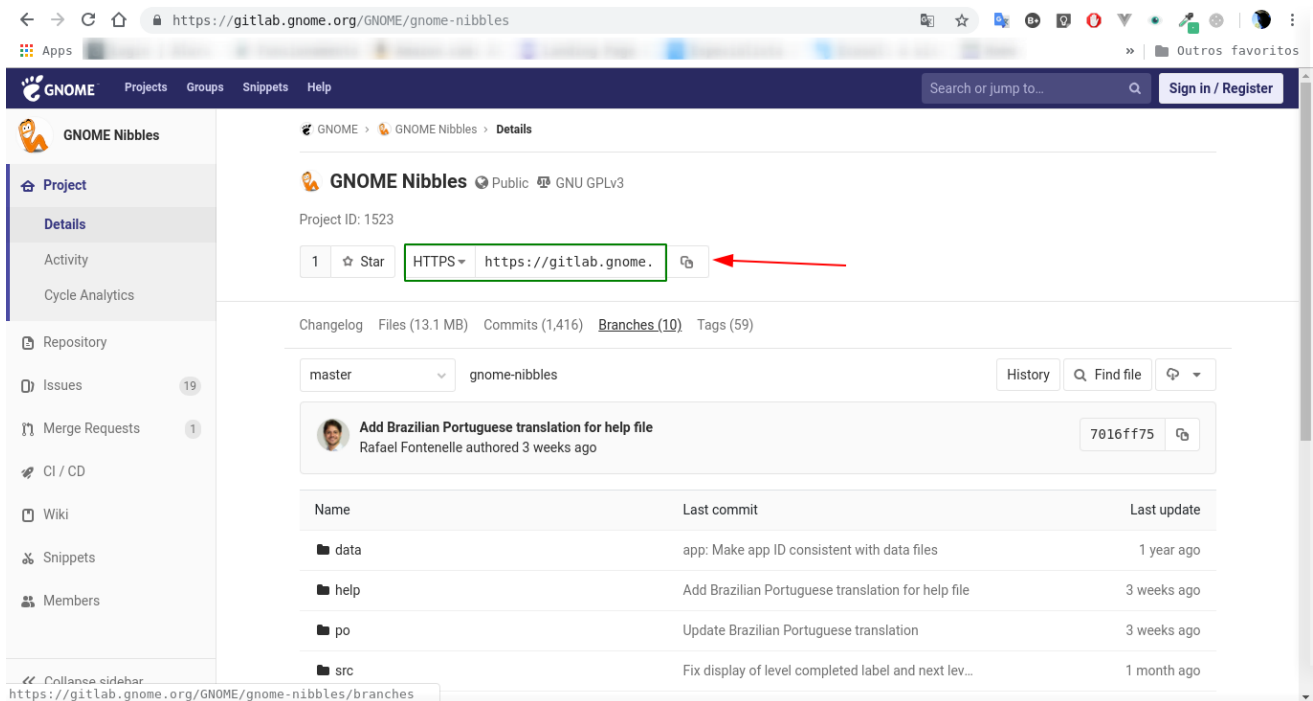 https://gitlab.gnome.org/GNOME/gnome-nibbles
Apps
» Outros favoritos
GNOME Projects Groups Snippets Help Search or jump to... Sign in / Register
GNOME Nibbles
GNOME > GNOME Nibbles > Details
Project
Details
Activity
Cycle Analytics
Repository
Issues 19
Merge Requests 1
CI / CD
Wiki
Snippets
Members
Collapse sidebar
GNOME Nibbles Public GNU GPLv3
Project ID: 1523
1 Star HTTPS https://gitlab.gnome.
Changelog Files (13.1 MB) Commits (1,416) Branches (10) Tags (59)
master gnome-nibbles History Find file
Add Brazilian Portuguese translation for help file
Rafael Fontenelle authored 3 weeks ago
7016ff75
Name Last commit Last update
data app: Make app ID consistent with data files 1 year ago
help Add Brazilian Portuguese translation for help file 3 weeks ago
po Update Brazilian Portuguese translation 3 weeks ago
src Fix display of level completed label and next lev... 1 month ago
https://gitlab.gnome.org/GNOME/gnome-nibbles/branches